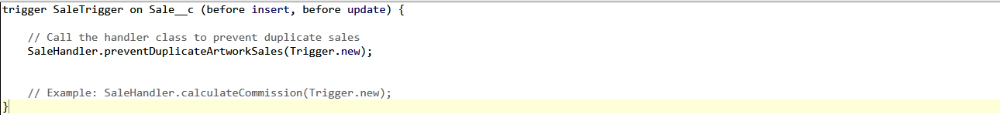 trigger SaleTrigger on Sale__c (before insert, before update) {
// Call the handler class to prevent duplicate sales
SaleHandler.preventDuplicateArtworkSales(Trigger.new);
// Example: SaleHandler.calculateCommission(Trigger.new);
}